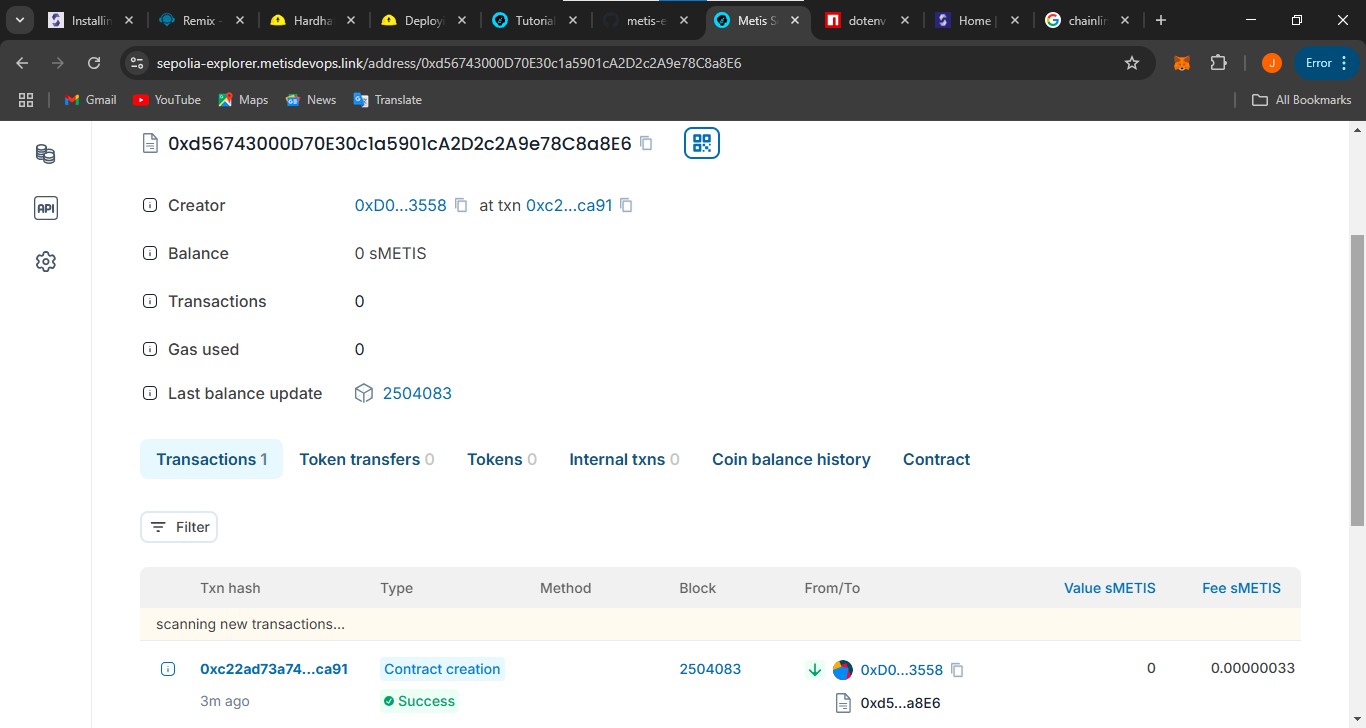 Installin
Remix -
Hardha
Deployi
Tutorial
metis-e
Metis S
dotenv
Home |
chainlin
sepolia-explorer.metisdevops.link/address/0xd56743000D70E30c1a5901cA2D2c2A9e78C8a8E6
J
Error
Gmail
YouTube
Maps
News
Translate
All Bookmarks
0xd56743000D70E30c1a5901cA2D2c2A9e78C8a8E6
API
Creator
0xD0...3558 at txn 0xc2...ca91
Balance
0 sMETIS
Transactions
0
Gas used
0
Last balance update
2504083
Transactions 1
Token transfers 0
Tokens 0
Internal txns 0
Coin balance history
Contract
Filter
Txn hash
Type
Method
Block
From/To
Value sMETIS
Fee sMETIS
scanning new transactions...
0xc22ad73a74...ca91
Contract creation
2504083
0xD0...3558
0
0.00000033
3m ago
Success
0xd5...a8E6